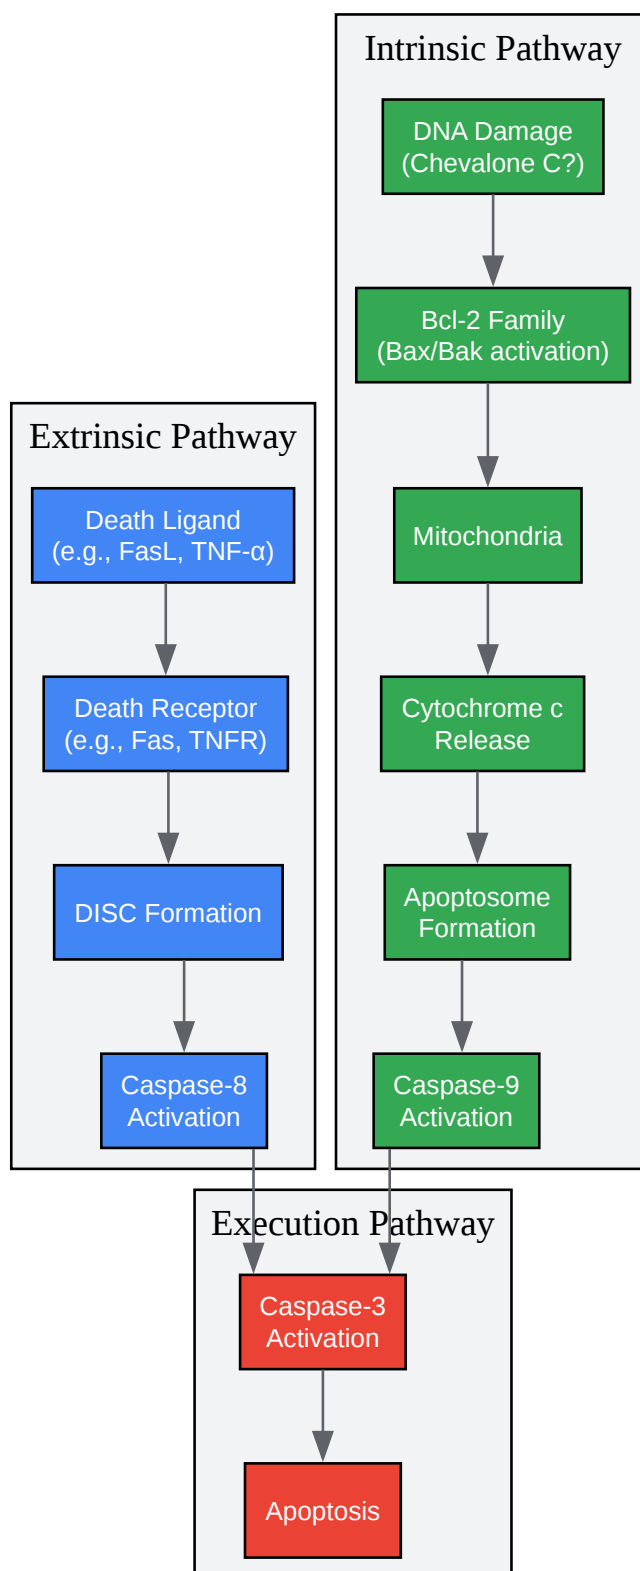 Intrinsic Pathway
DNA Damage
(Chevalone C?)
Bcl-2 Family
(Bax/Bak activation)
Mitochondria
Cytochrome c
Release
Apoptosome
Formation
Caspase-9
Activation
Extrinsic Pathway
Death Ligand
(e.g., FasL, TNF-α)
Death Receptor
(e.g., Fas, TNFR)
DISC Formation
Caspase-8
Activation
Execution Pathway
Caspase-3
Activation
Apoptosis